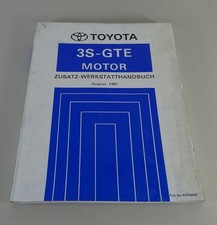 TOYOTA
3S-GTE
MOTOR
ZUSATZ-WERKSTATTHANDBUCH
August, 1991